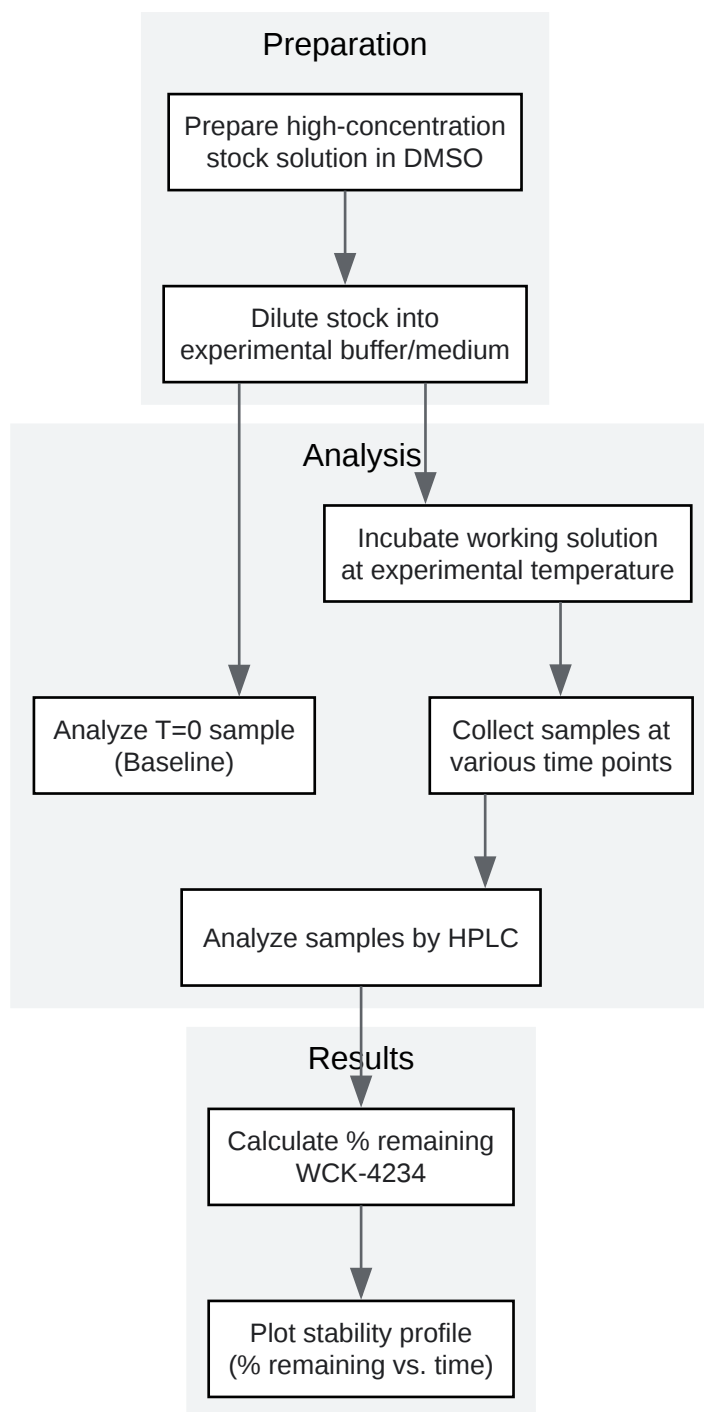 Preparation
Prepare high-concentration
stock solution in DMSO
Dilute stock into
experimental buffer/medium
Analysis
Incubate working solution
at experimental temperature
Analyze T=0 sample
(Baseline)
Collect samples at
various time points
Analyze samples by HPLC
Results
Calculate % remaining
WCK-4234
Plot stability profile
(% remaining vs. time)